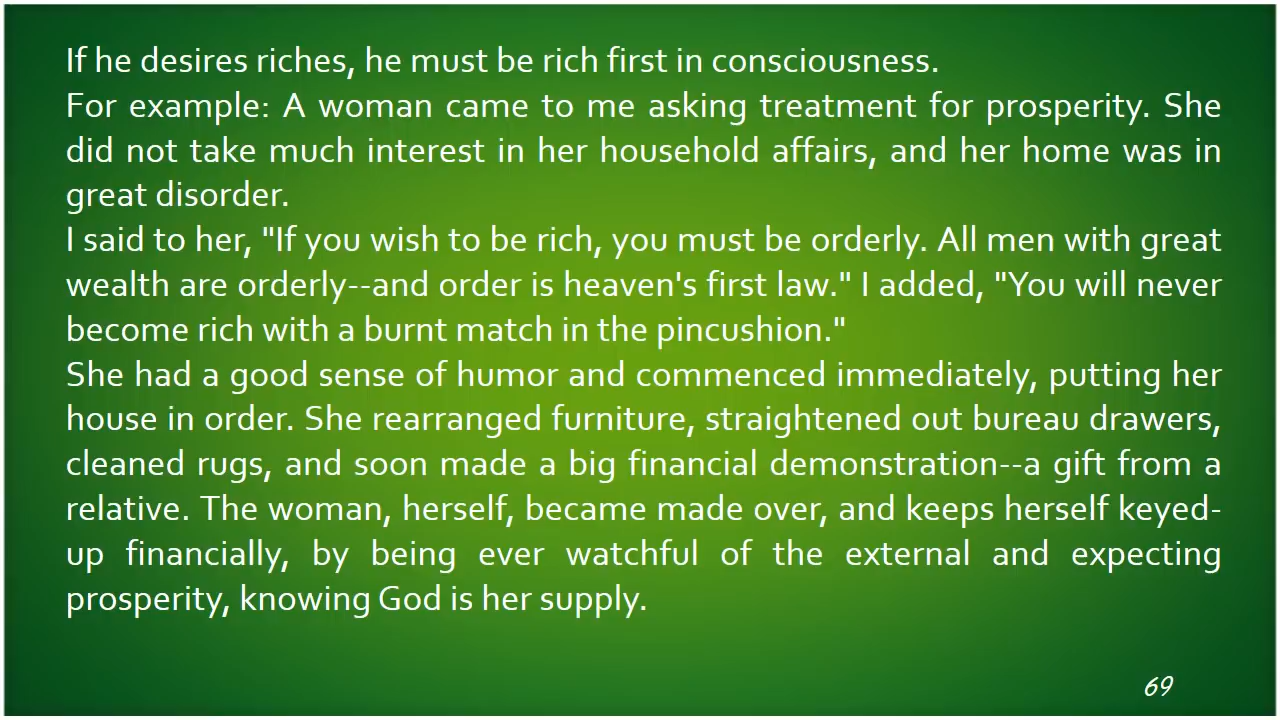 If he desires riches, he must be rich first in consciousness.
For example: A woman came to me asking treatment for prosperity. She
did not take much interest in her household affairs, and her home was in
great disorder.
I said to her, "If you wish to be rich, you must be orderly. All men with great
wealth are orderly--and order is heaven's first law." I added, "You will never
become rich with a burnt match in the pincushion."
She had a good sense of humor and commenced immediately, putting her
house in order. She rearranged furniture, straightened out bureau drawers,
cleaned rugs, and soon made a big financial demonstration--a gift from a
relative. The woman, herself, became made over, and keeps herself keyed-
up financially, by being ever watchful of the external and expecting
prosperity, knowing God is her supply.
69